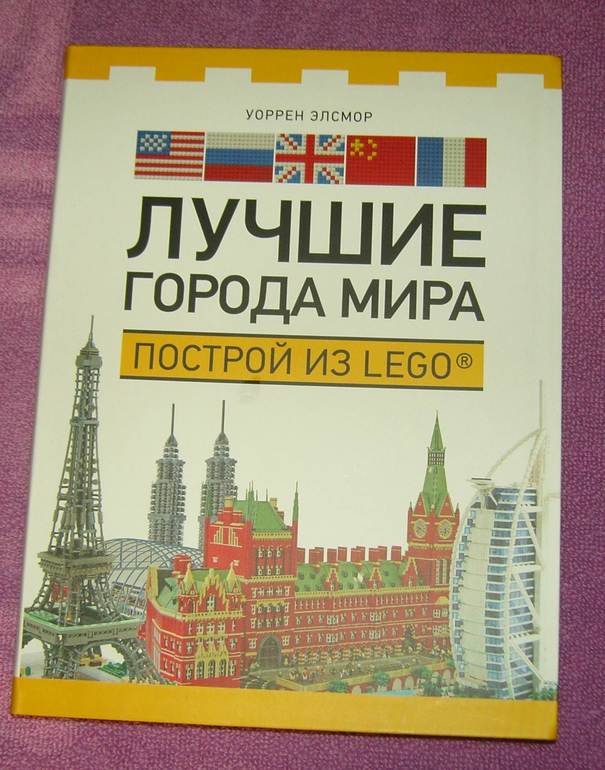 УОРРЕН ЭЛСМОР
ЛУЧШИЕ
ГОРОДА МИРА
ПОСТРОЙ ИЗ LEGO®